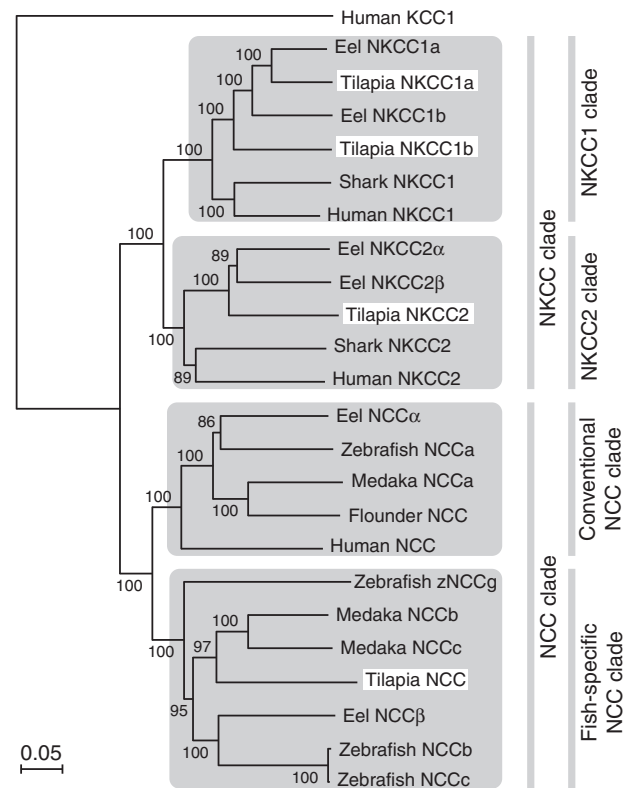 Human KCC1
Eel NKCC1a
100
Tilapia NKCC1a
100
100
Eel NKCC1b
Tilapia NKCC1b
100
Shark NKCC1
100
Human NKCC1
NKCC1 clade
100
Eel NKCC2α
89
Eel NKCC2β
100
Tilapia NKCC2
100
Shark NKCC2
89
Human NKCC2
NKCC2 clade
NKCC clade
Eel NCCα
86
Zebrafish NCCa
100
Medaka NCCa
100
Flounder NCC
100
Human NCC
Conventional
NCC clade
100
Zebrafish zNCCg
Medaka NCCb
100
Medaka NCCc
97
100
Tilapia NCC
95
Eel NCCβ
100
Zebrafish NCCb
100
Zebrafish NCCc
Fish-specific
NCC clade
NCC clade
0.05